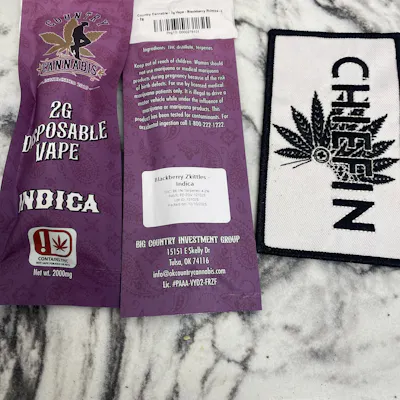 COUNTRY
CANNABIS
2G
DISPOSABLE
VAPE
INDICA
CONTAINS THC
Net wt. 2000mg
Ingredients: THC distillate, terpenes
Keep out of reach of children. Women should
not use marijuana or medical marijuana
products during pregnancy because of the risk
of birth defects. For use by licensed medical
marijuana patients only. It is illegal to drive a
motor vehicle while under the influence of
marijuana or marijuana products. This
product has been tested for contaminants. For
accidental ingestion call 1-800-222-1222
Blackberry Zkittles -
Indica
BIG COUNTRY INVESTMENT GROUP
15151 E Skelly Dr
Tulsa, OK 74116
info@okcountrycannabis.com
Lic. #PAAA-VYD2-FRZF
CHIEFIN